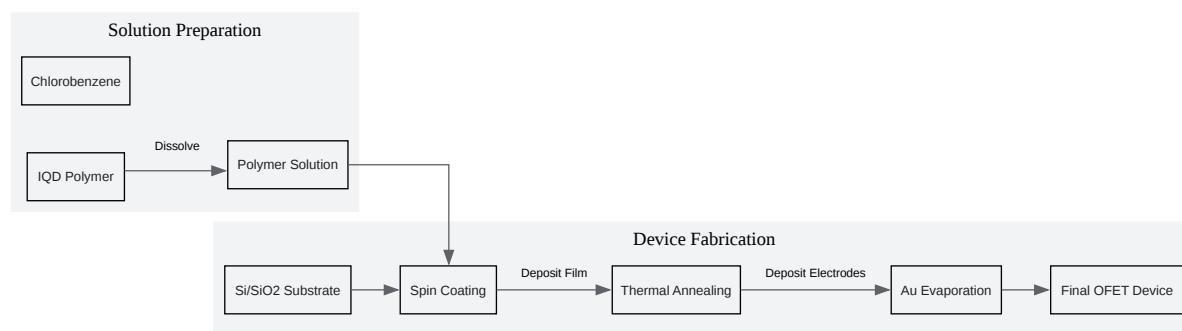 Solution Preparation
Chlorobenzene
Dissolve
IQD Polymer
Polymer Solution
Device Fabrication
Si/SiO2 Substrate
Spin Coating
Deposit Film
Thermal Annealing
Deposit Electrodes
Au Evaporation
Final OFET Device